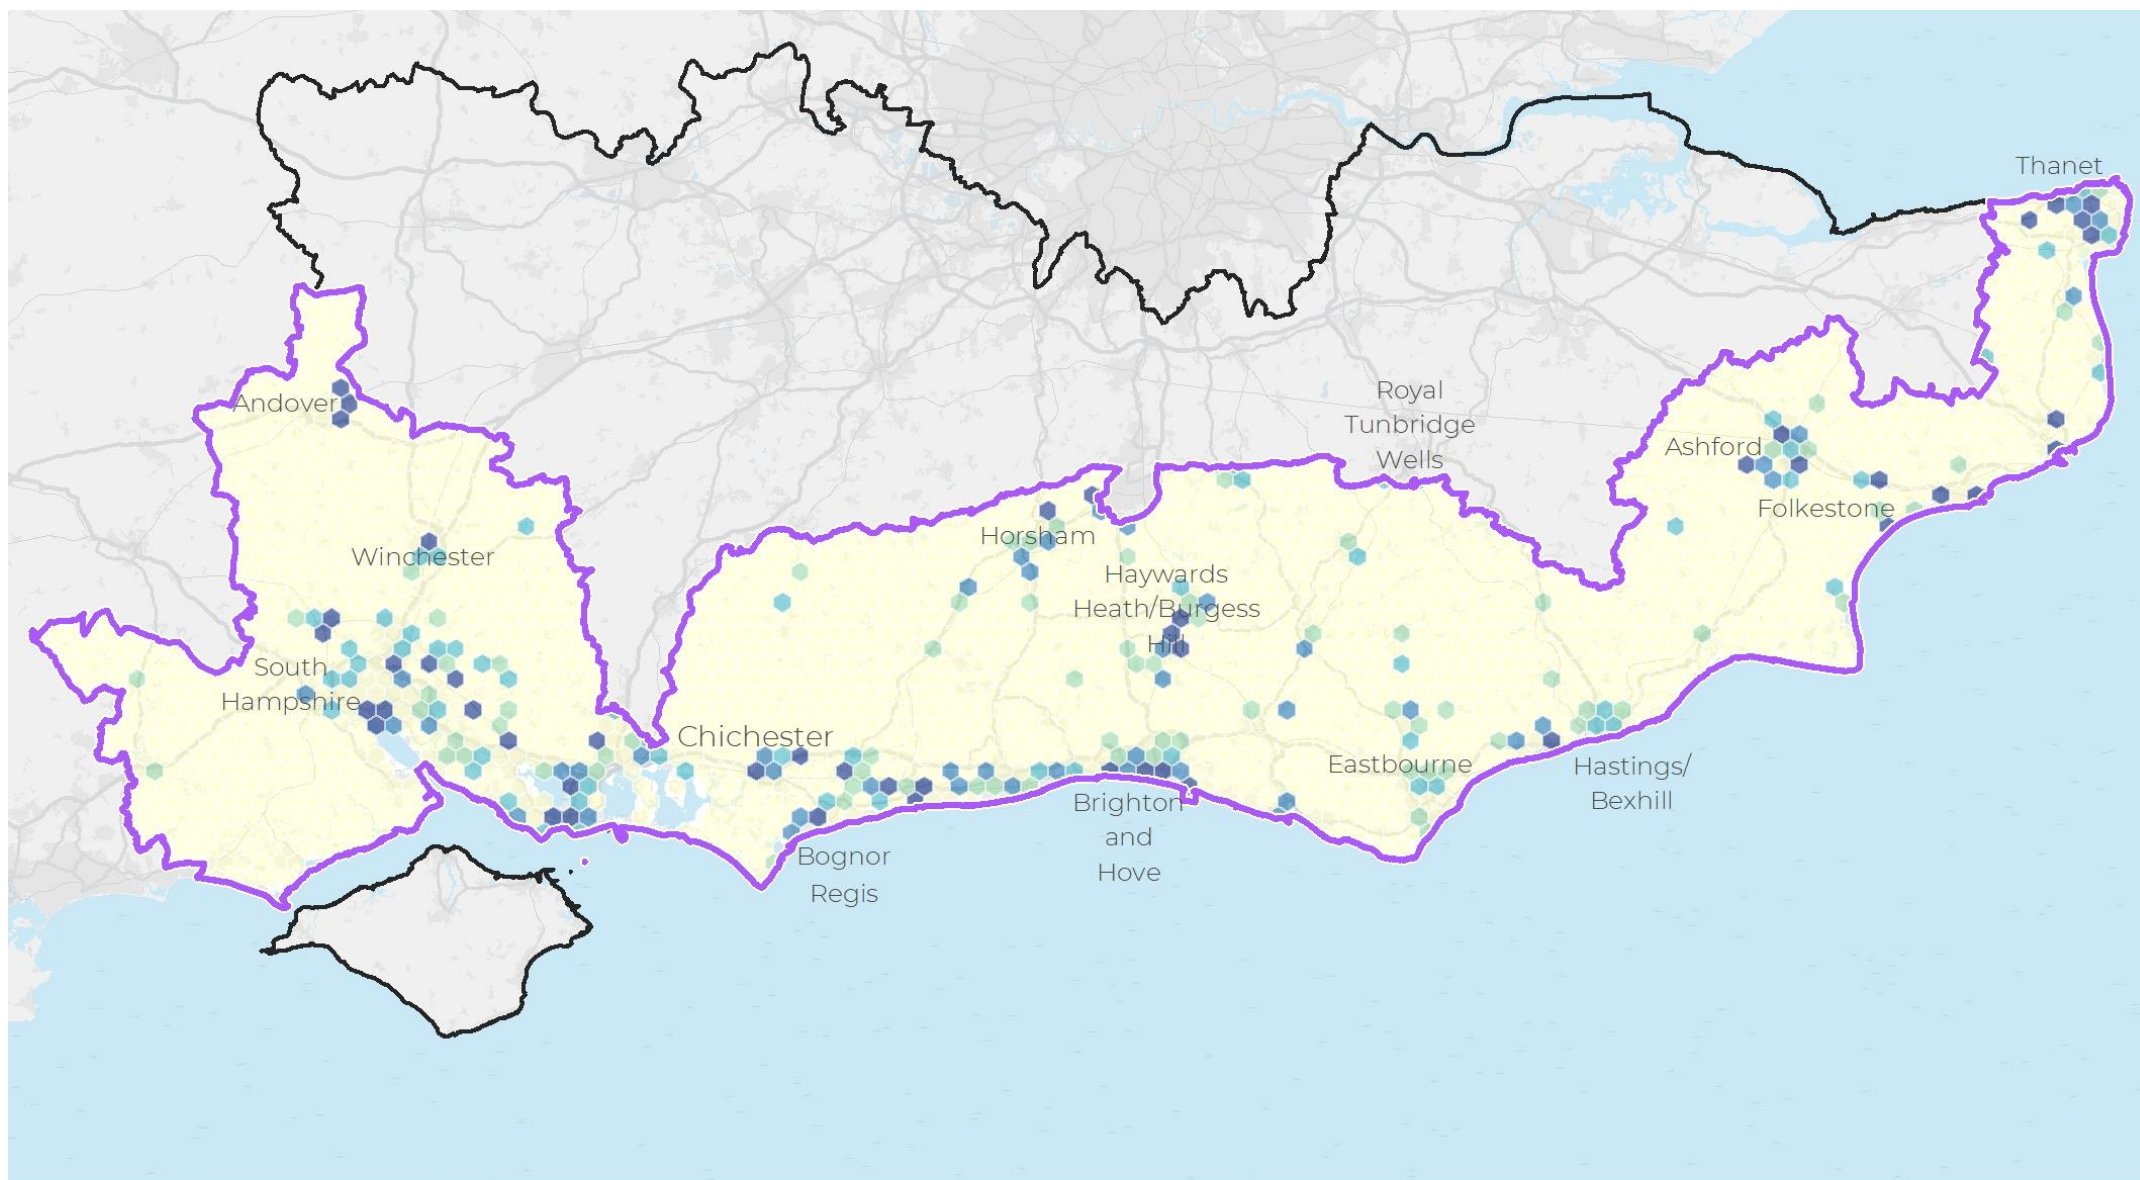 Thanet
Royal
Tunbridge
Wells
Andover
Ashford
Folkestone
Winchester
Horsham
Haywards
Heath/Burgess
Hill
South
Hampshire
Chichester
Eastbourne
Hastings/
Bexhill
Brighton
and
Hove
Bognor
Regis